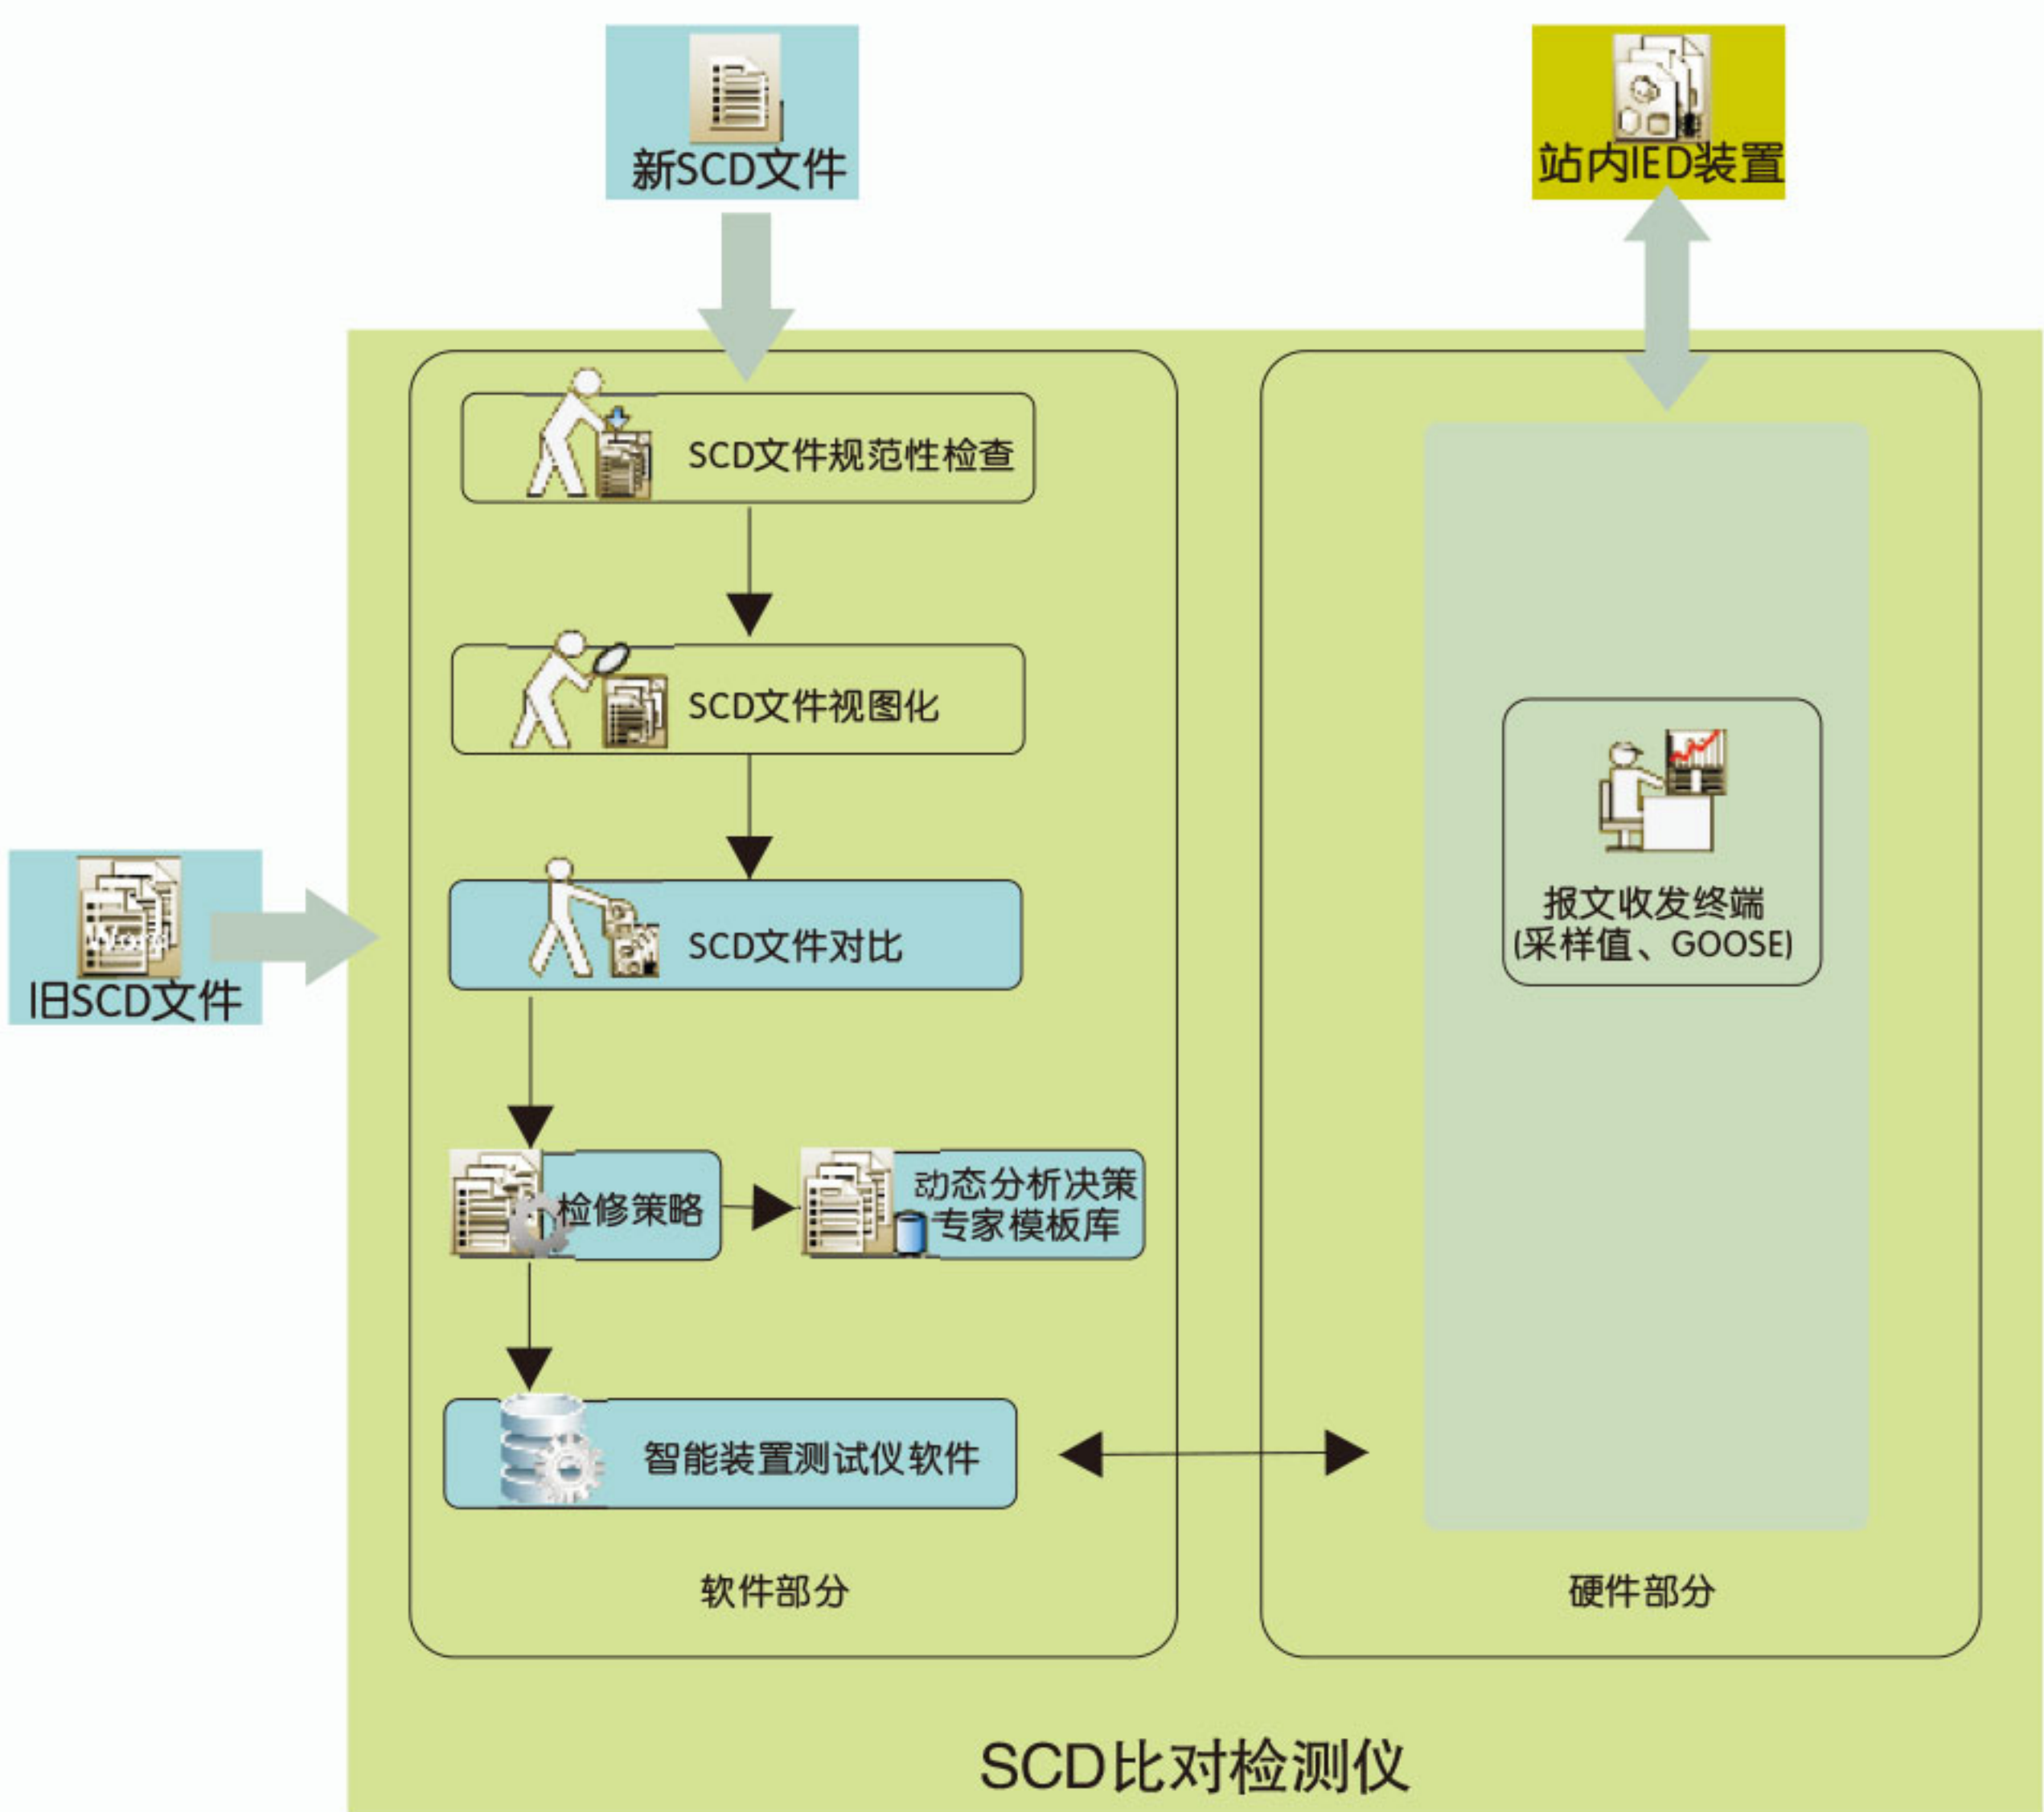 新SCD文件
站内IED装置
SCD文件规范性检查
SCD文件视图化
旧SCD文件
SCD文件对比
报文收发终端
(采样值、GOOSE)
检修策略
动态分析决策
专家模板库
智能装置测试仪软件
软件部分
硬件部分
SCD比对检测仪